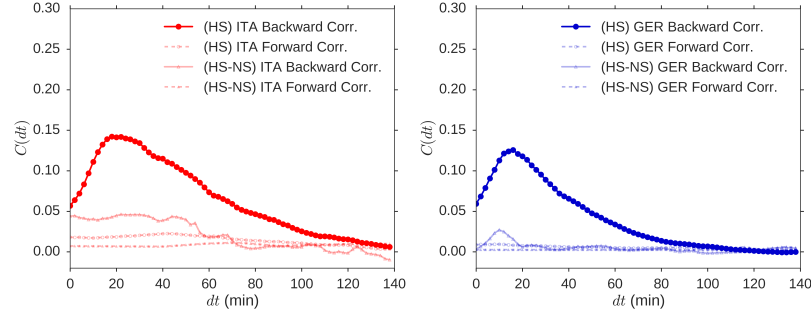 0.30
0.25
0.20
0.15
0.10
0.05
0.00
C(dt)
0 20 40 60 80 100 120 140
dt (min)
(HS) ITA Backward Corr.
(HS) ITA Forward Corr.
(HS-NS) ITA Backward Corr.
(HS-NS) ITA Forward Corr.
0.30
0.25
0.20
0.15
0.10
0.05
0.00
C(dt)
0 20 40 60 80 100 120 140
dt (min)
(HS) GER Backward Corr.
(HS) GER Forward Corr.
(HS-NS) GER Backward Corr.
(HS-NS) GER Forward Corr.